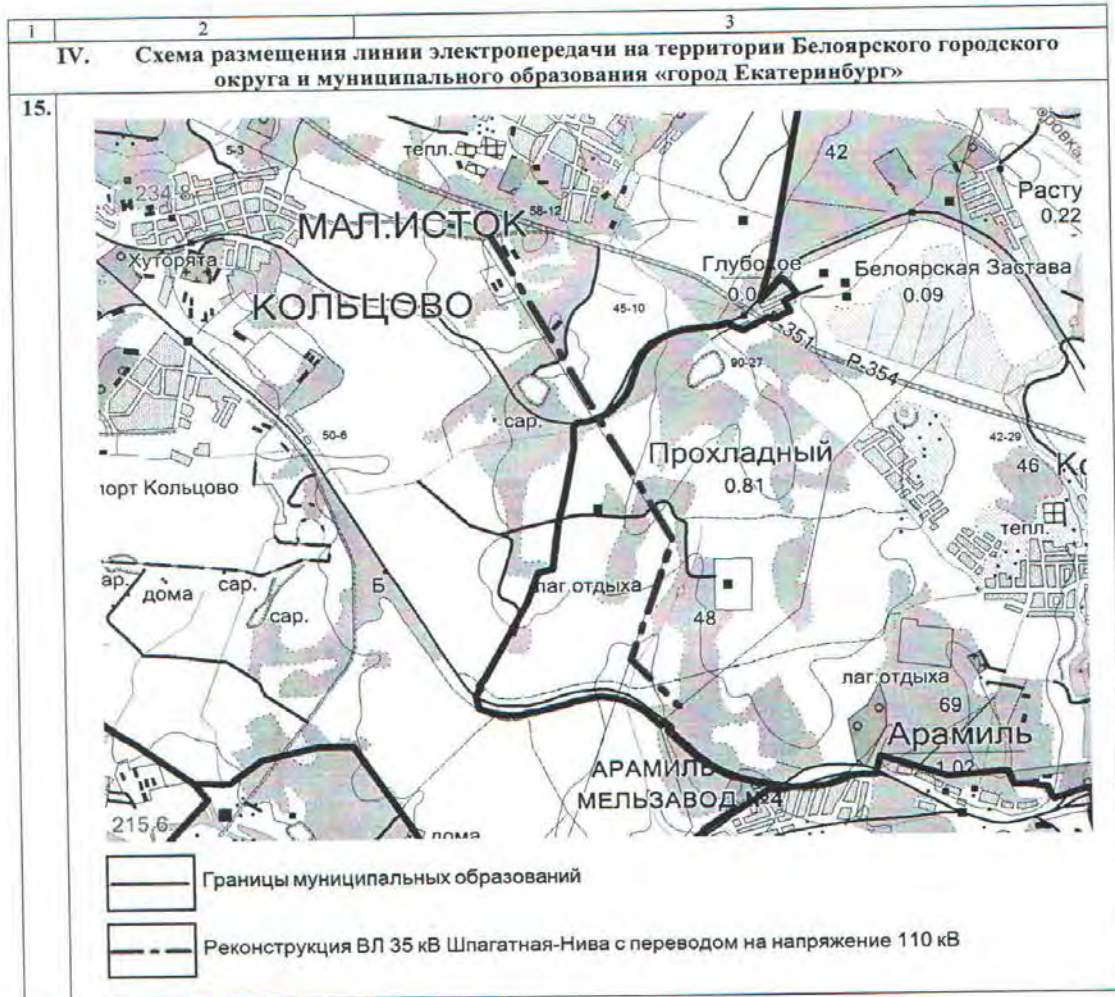 1 2 3
IV. Схема размещения линии электропередачи на территории Белоярского городского
округа и муниципального образования «город Екатеринбург»
15.
5-3
тепл.
42
234.8
58-12
Расту
0.22
МАЛ.ИСТОК
Хуторята
Глубокое
Белоярская Застава
0.0
0.09
КОЛЬЦОВО
45-10
351
Р-354
90-27
сар.
50-6
42-29
Прохладный
0.81
46
порт Кольцово
тепл.
ар.
дома
сар.
Б
лаг.отдыха
сар.
48
лаг.отдыха
69
Арамиль
1.02
АРАМИЛЬ
МЕЛЬЗАВОД №4
215.6
дома
Границы муниципальных образований
Реконструкция ВЛ 35 кВ Шпагатная-Нива с переводом на напряжение 110 кВ